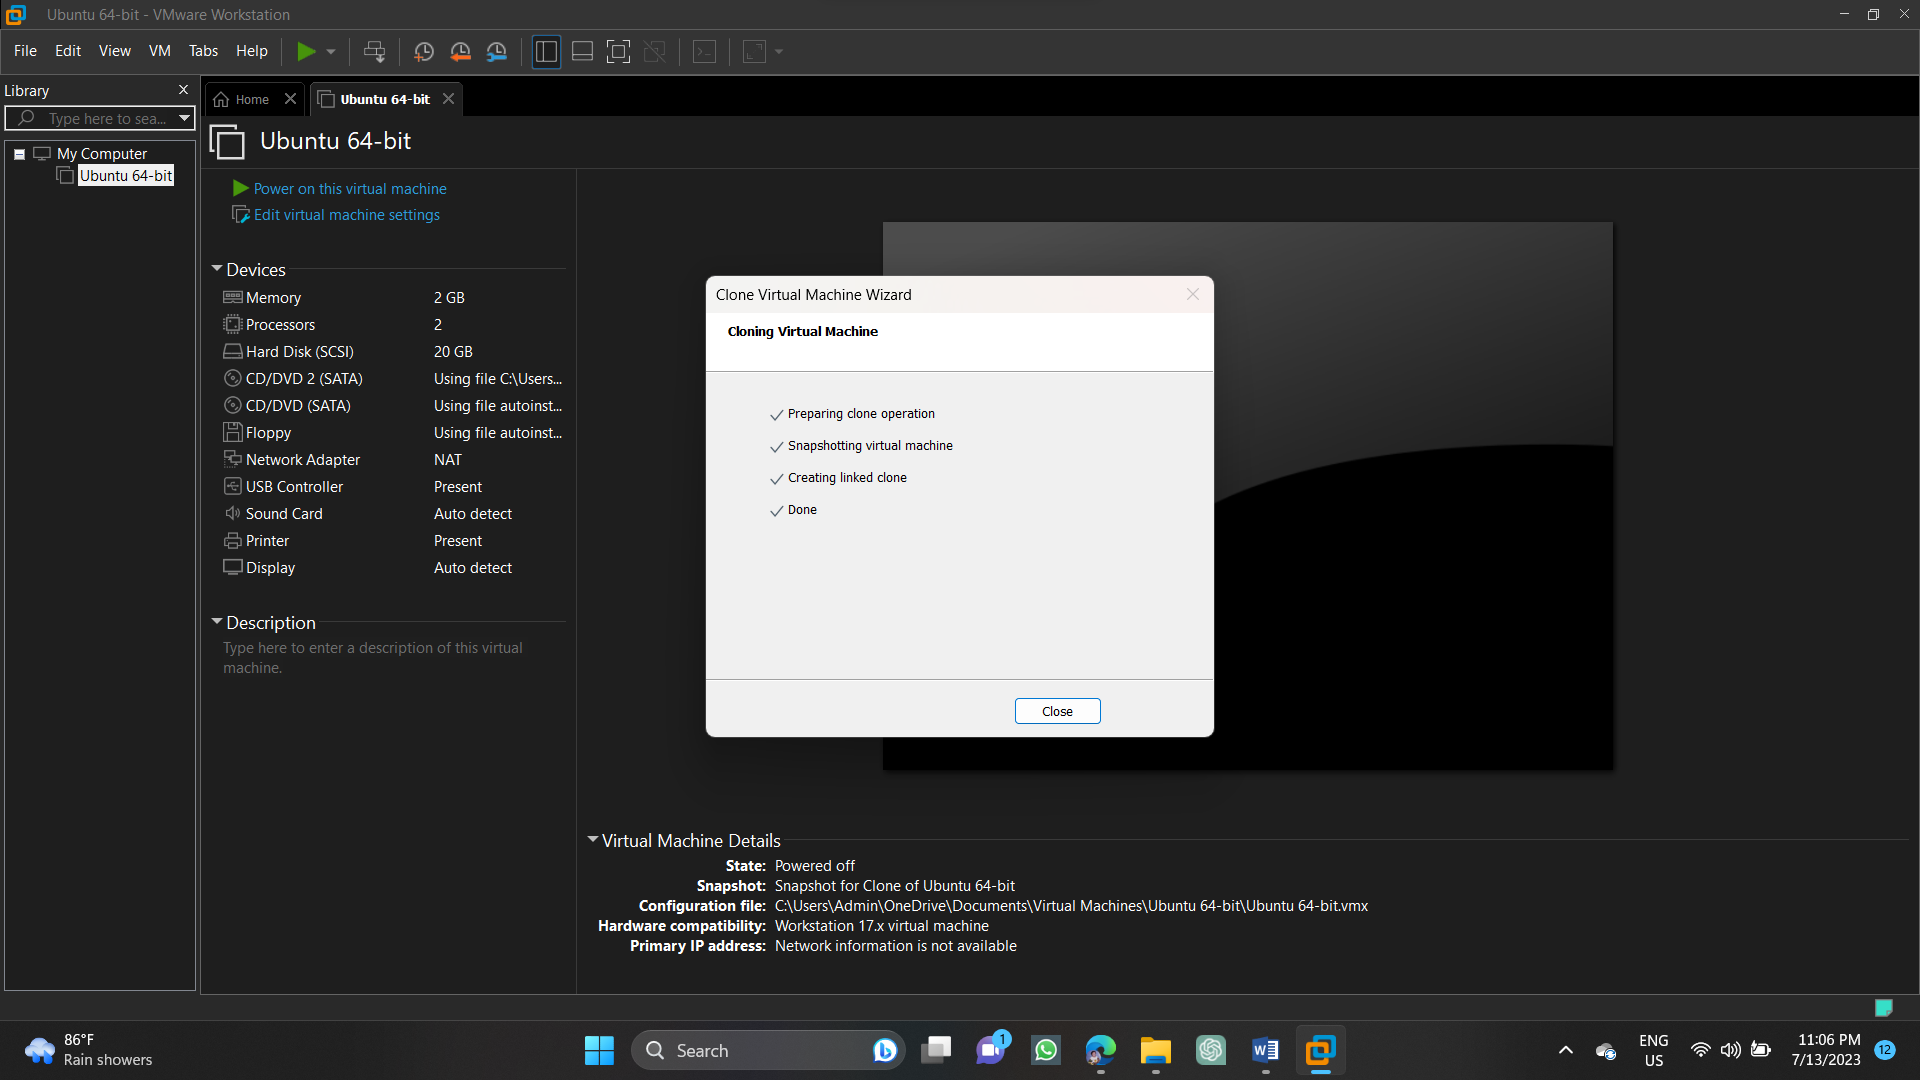 Ubuntu 64-bit - VMware Workstation
File Edit View VM Tabs Help
Library
Home
Ubuntu 64-bit
Type here to sea...
Ubuntu 64-bit
My Computer
Ubuntu 64-bit
Power on this virtual machine
Edit virtual machine settings
Devices
Memory 2 GB
Processors 2
Hard Disk (SCSI) 20 GB
CD/DVD 2 (SATA) Using file C:\Users...
CD/DVD (SATA) Using file autoinst...
Floppy Using file autoinst...
Network Adapter NAT
USB Controller Present
Sound Card Auto detect
Printer Present
Display Auto detect
Description
Type here to enter a description of this virtual
machine.
Clone Virtual Machine Wizard
Cloning Virtual Machine
Preparing clone operation
Snapshotting virtual machine
Creating linked clone
Done
Close
Virtual Machine Details
State: Powered off
Snapshot: Snapshot for Clone of Ubuntu 64-bit
Configuration file: C:\Users\Admin\OneDrive\Documents\Virtual Machines\Ubuntu 64-bit\Ubuntu 64-bit.vmx
Hardware compatibility: Workstation 17.x virtual machine
Primary IP address: Network information is not available
86°F
Rain showers
Search
1
ENG
US
11:06 PM
7/13/2023
12